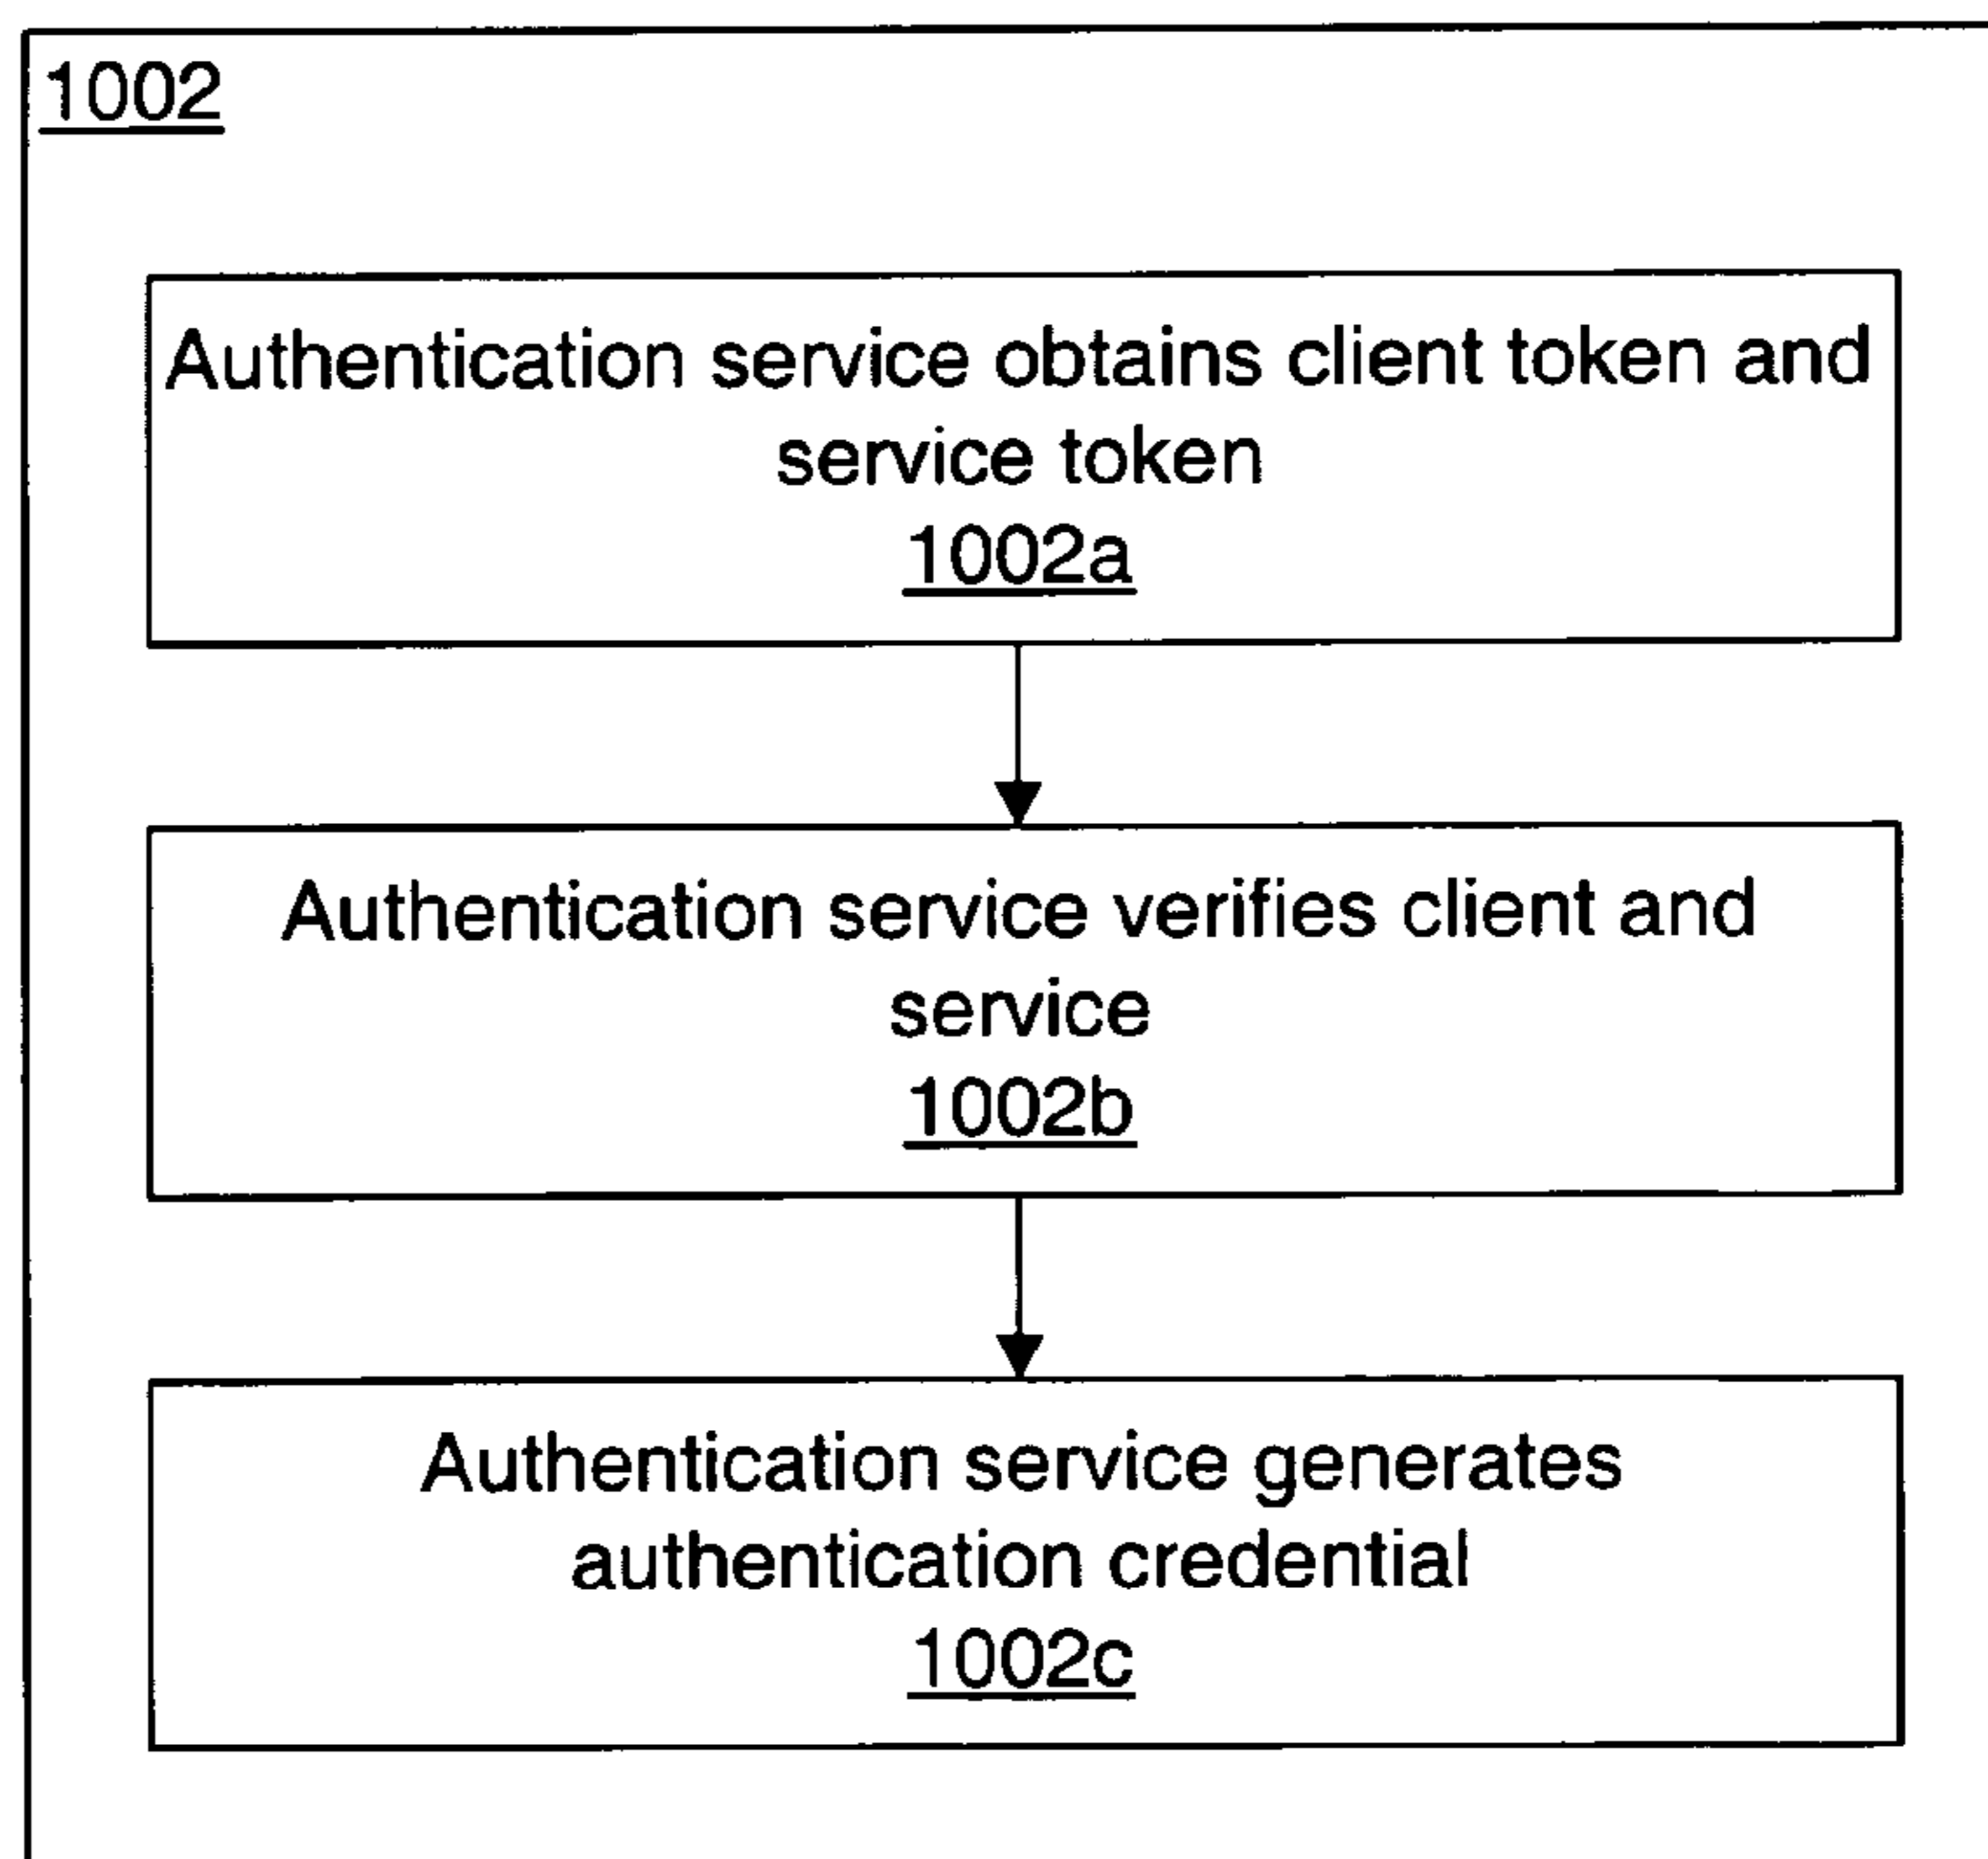 1002
Authentication service obtains client token and
service token
1002a
Authentication service verifies client and
service
1002b
Authentication service generates
authentication credential
1002c